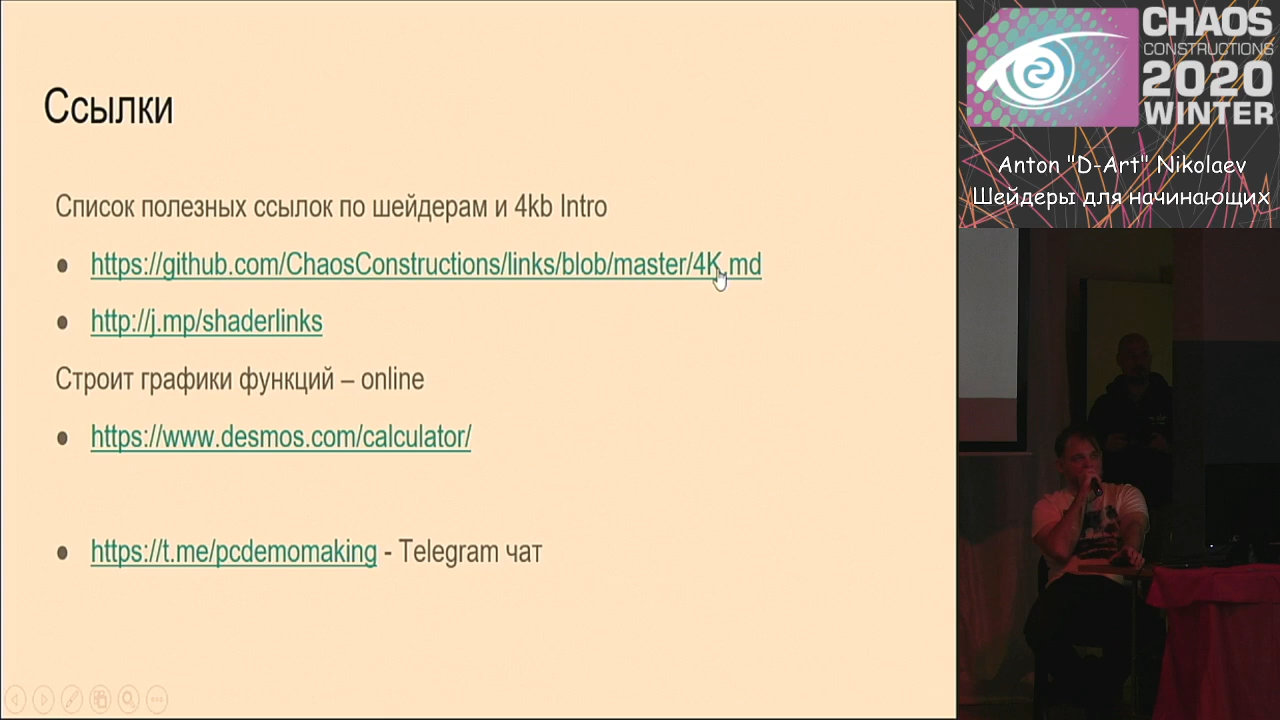 Ссылки
Список полезных ссылок по шейдерам и 4kb Intro
https://github.com/ChaosConstructions/links/blob/master/4K.md
http://j.mp/shaderlinks
Строит графики функций – online
https://www.desmos.com/calculator/
https://t.me/pcdemomaking - Telegram чат
CHAOS
CONSTRUCTIONS
2020
WINTER
Anton "D-Art" Nikolaev
Шейдеры для начинающих